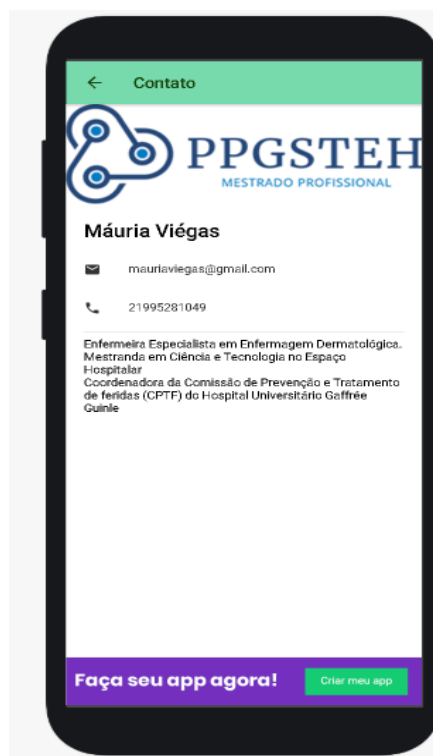 Contato
PPGSTEH
MESTRADO PROFISSIONAL
Máuria Viégas
mauriaviegas@gmail.com
21995281049
Enfermeira Especialista em Enfermagem Dermatológica.
Mestranda em Ciência e Tecnologia no Espaço
Hospitalar
Coordenadora da Comissão de Prevenção e Tratamento
de feridas (CPTF) do Hospital Universitário Gaffrée
Guinle
Faça seu app agora!
Criar meu app